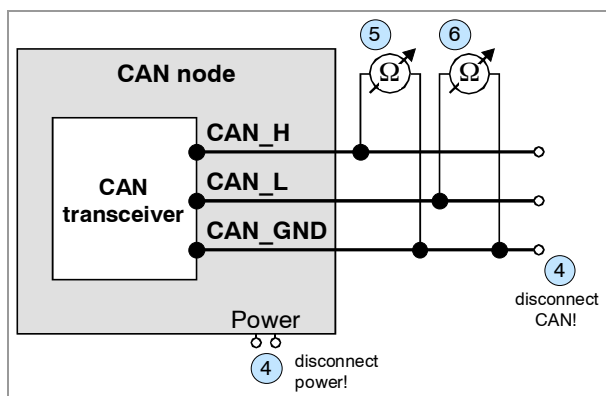 5
6
Ω
Ω
CAN node
CAN_H
CAN
transceiver
CAN_L
CAN_GND
4
disconnect
CAN!
Power
4
disconnect
power!